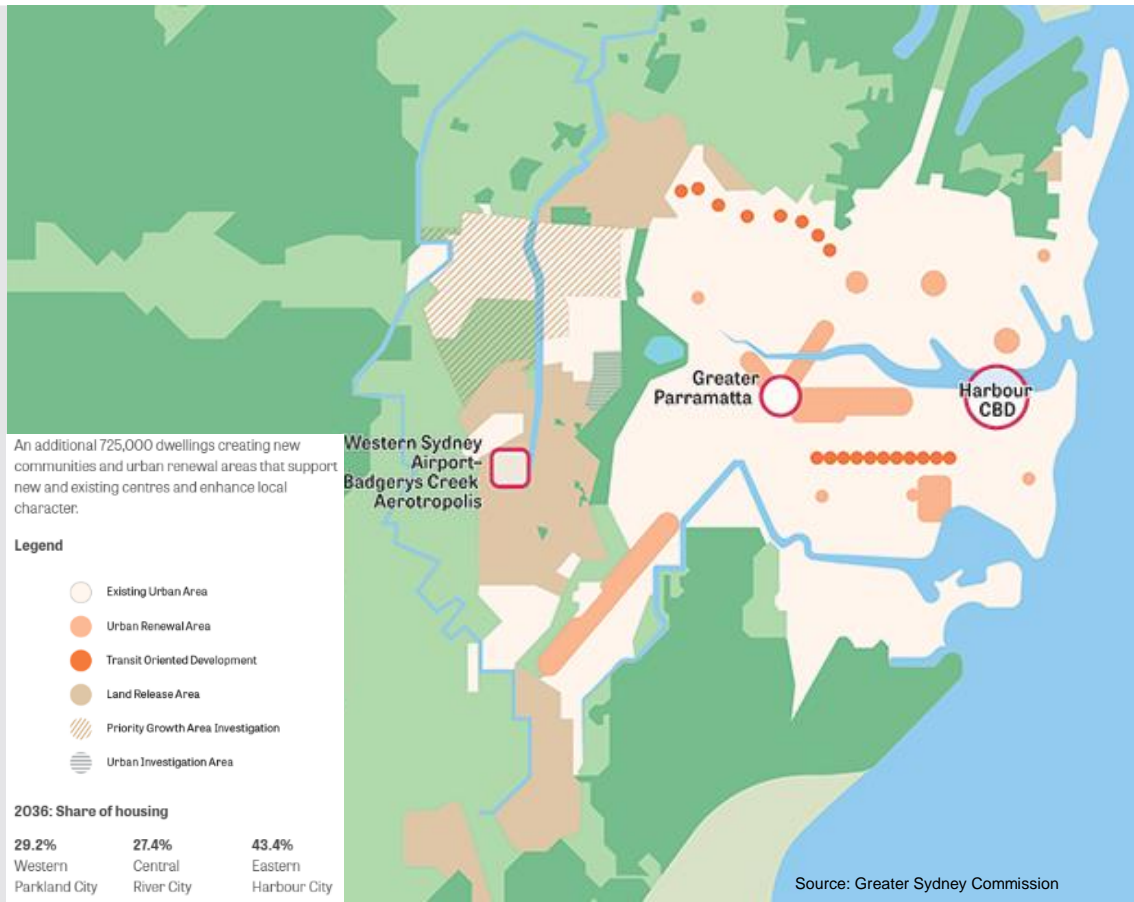 Greater
Parramatta
Harbour
CBD
Western Sydney
Airport–
Badgerys Creek
Aerotropolis
An additional 725,000 dwellings creating new
communities and urban renewal areas that support
new and existing centres and enhance local
character.
Legend
Existing Urban Area
Urban Renewal Area
Transit Oriented Development
Land Release Area
Priority Growth Area Investigation
Urban Investigation Area
2036: Share of housing
29.2% 27.4% 43.4%
Western Central Eastern
Parkland City River City Harbour City
Source: Greater Sydney Commission